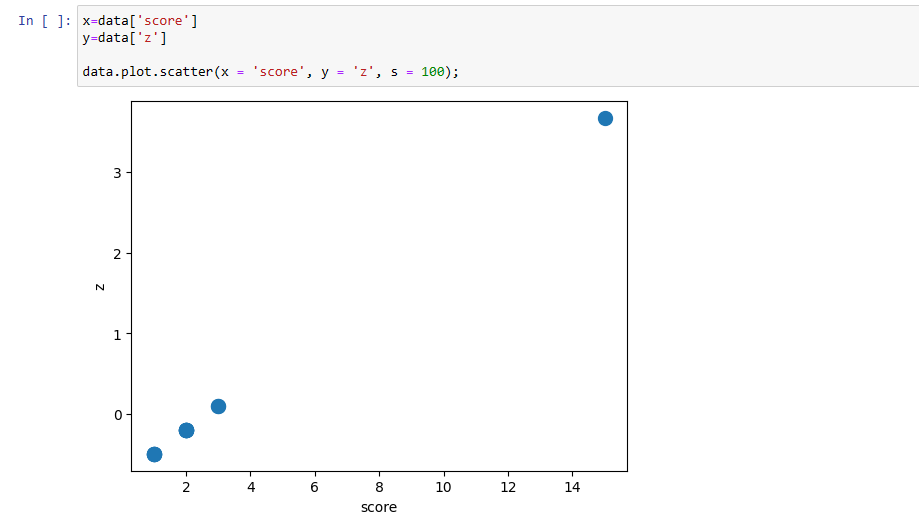 In [ ]: x=data['score']
y=data['z']
data.plot.scatter(x = 'score', y = 'z', s = 100);
3
2
z
1
0
2 4 6 8 10 12 14
score